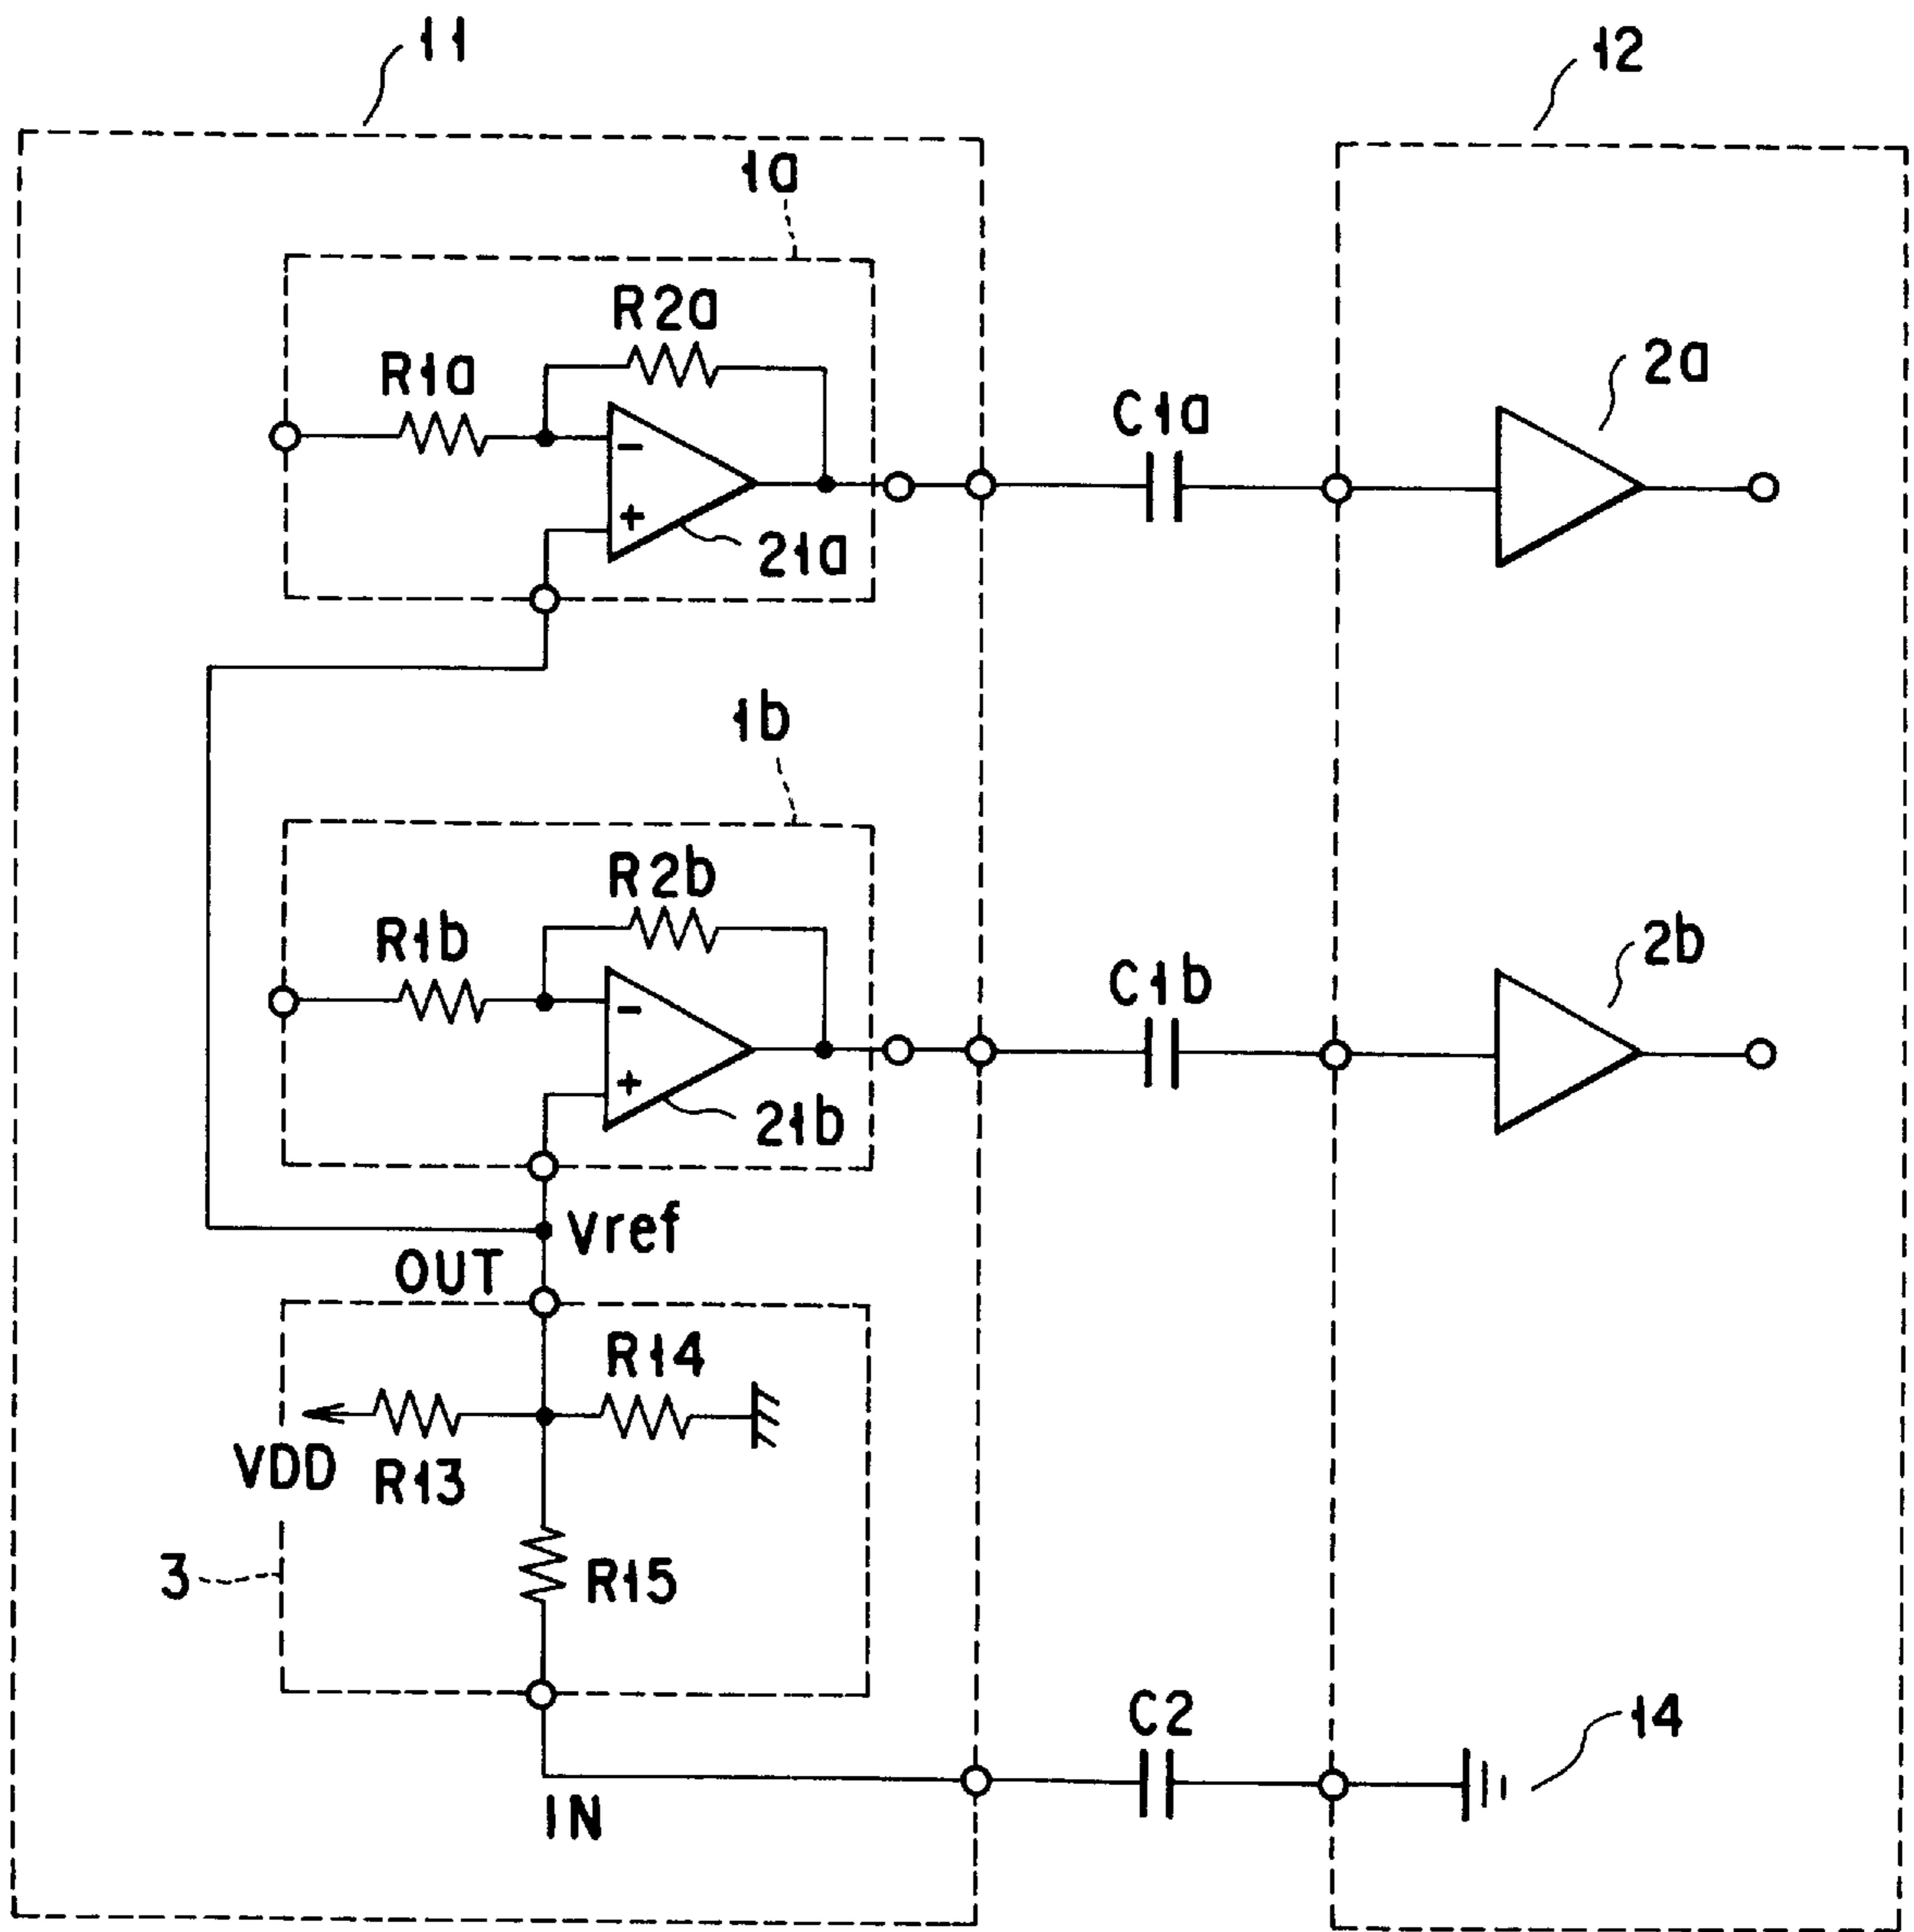 11
12
1a
R2a
R1a
2a
C1a
-
+
21a
1b
R2b
R1b
2b
C1b
-
+
21b
Vref
OUT
R14
VDD
R13
3
R15
C2
14
IN